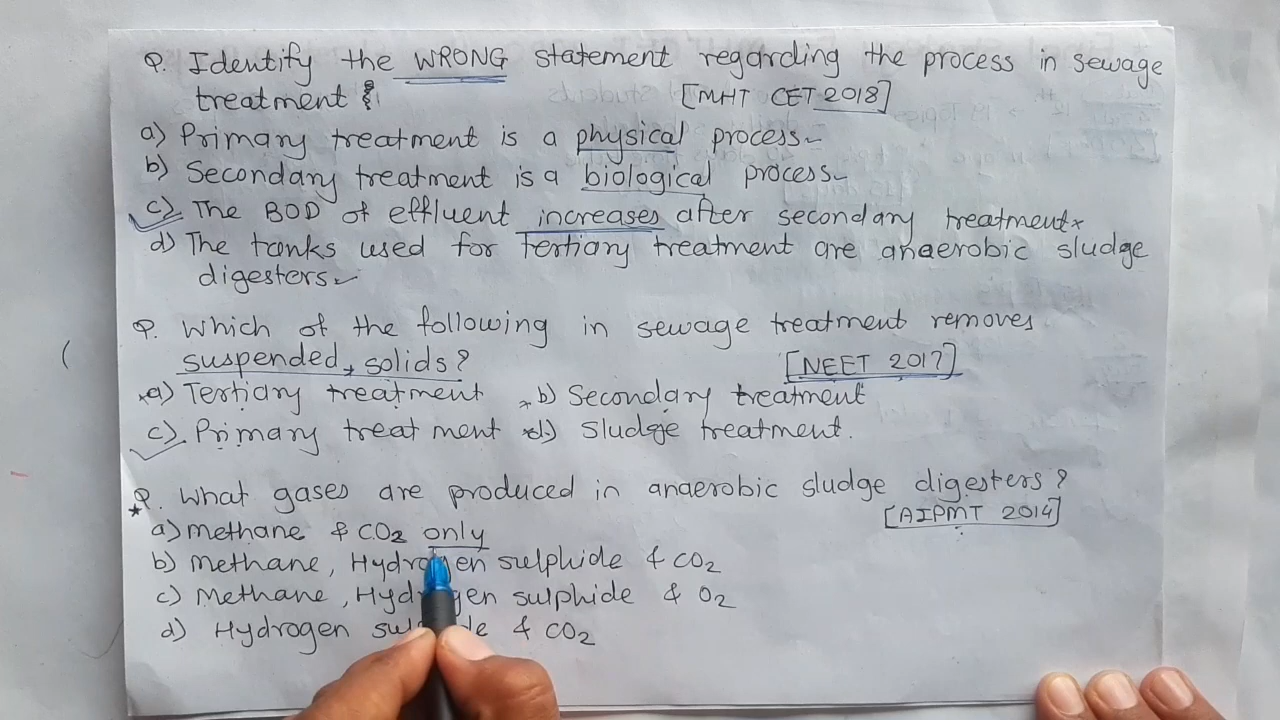 Q. Identify the WRONG statement regarding the process in sewage
treatment :
[MHT CET 2018]
a) Primary treatment is a physical process
b) Secondary treatment is a biological process
c) The BOD of effluent increases after secondary treatment
d) The tanks used for tertiary treatment are anaerobic sludge
digesters
Q. Which of the following in sewage treatment removes
suspended solids?
[NEET 2017]
a) Tertiary treatment b) Secondary treatment
c) Primary treatment d) Sludge treatment.
Q. What gases are produced in anaerobic sludge digesters?
[AIPMT 2014]
a) methane & CO2 only
b) Methane, Hydrogen sulphide & CO2
c) Methane, Hydrogen sulphide & O2
d) Hydrogen & CO2